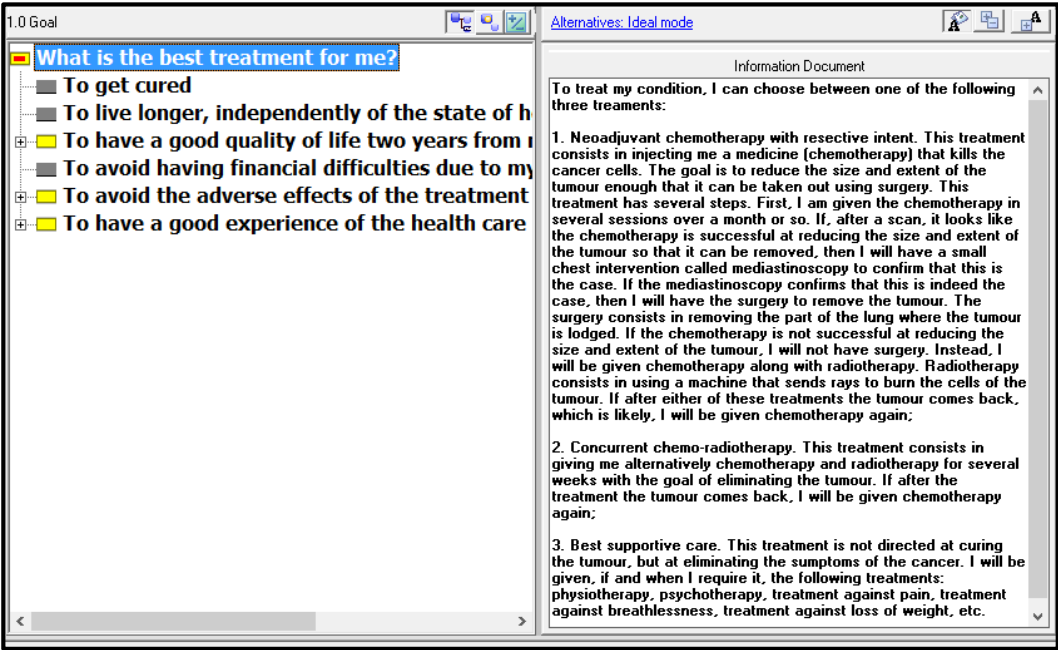 1.0 Goal
What is the best treatment for me?
To get cured
To live longer, independently of the state of h
To have a good quality of life two years from
To avoid having financial difficulties due to my
To avoid the adverse effects of the treatment
To have a good experience of the health care
Alternatives: Ideal mode
Information Document
To treat my condition, I can choose between one of the following
three treaments:
1. Neoadjuvant chemotherapy with resective intent. This treatment
consists in injecting me a medicine (chemotherapy) that kills the
cancer cells. The goal is to reduce the size and extent of the
tumour enough that it can be taken out using surgery. This
treatment has several steps. First, I am given the chemotherapy in
several sessions over a month or so. If, after a scan, it looks like
the chemotherapy is successful at reducing the size and extent of
the tumour so that it can be removed, then I will have a small
chest intervention called mediastinoscopy to confirm that this is
the case. If the mediastinoscopy confirms that this is indeed the
case, then I will have the surgery to remove the tumour. The
surgery consists in removing the part of the lung where the tumour
is lodged. If the chemotherapy is not successful at reducing the
size and extent of the tumour, I will not have surgery. Instead, I
will be given chemotherapy along with radiotherapy. Radiotherapy
consists in using a machine that sends rays to burn the cells of the
tumour. If after either of these treatments the tumour comes back,
which is likely, I will be given chemotherapy again;
2. Concurrent chemo-radiotherapy. This treatment consists in
giving me alternatively chemotherapy and radiotherapy for several
weeks with the goal of eliminating the tumour. If after the
treatment the tumour comes back, I will be given chemotherapy
again;
3. Best supportive care. This treatment is not directed at curing
the tumour, but at eliminating the sumptoms of the cancer. I will be
given, if and when I require it, the following treatments:
physiotherapy, psychotherapy, treatment against pain, treatment
against breathlessness, treatment against loss of weight, etc.